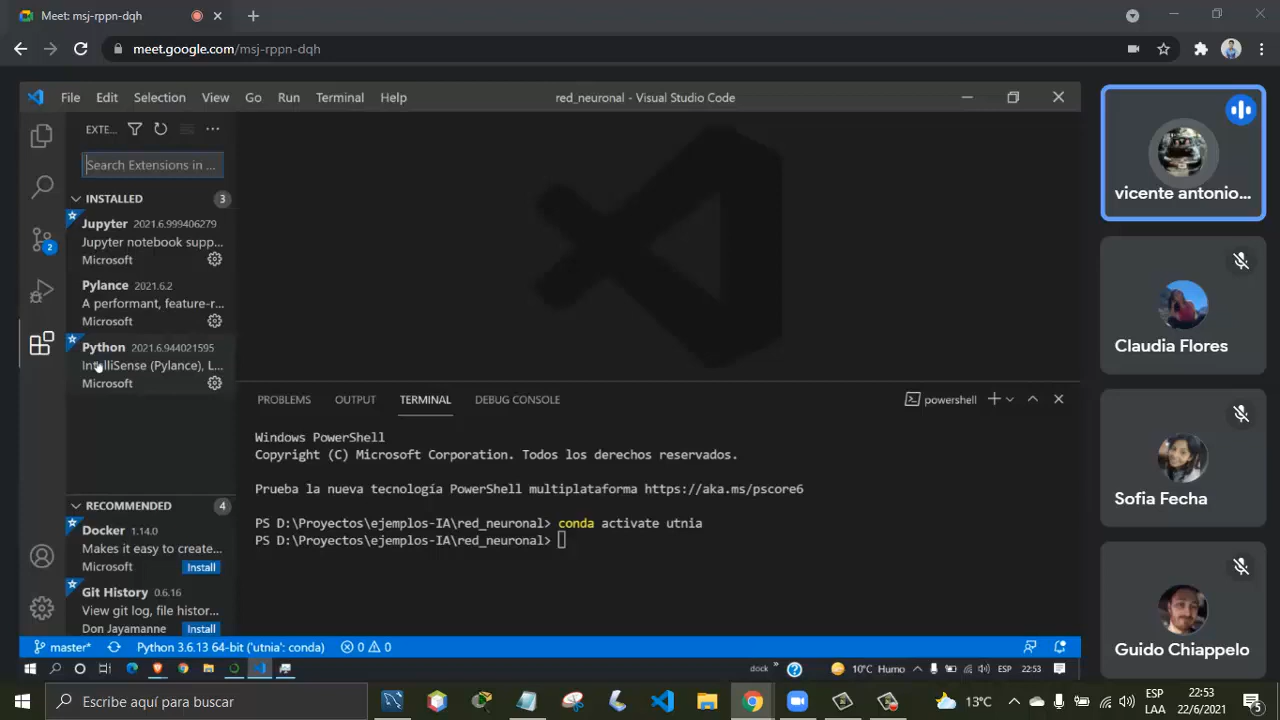 Meet: msj-rppn-dqh
meet.google.com/msj-rppn-dqh
File Edit Selection View Go Run Terminal Help
red_neuronal - Visual Studio Code
EXTE...
Search Extensions in ...
INSTALLED 3
Jupyter 2021.6.999406279
Jupyter notebook supp...
Microsoft
Pylance 2021.6.2
A performant, feature-r...
Microsoft
Python 2021.6.944021595
IntelliSense (Pylance), L...
Microsoft
RECOMMENDED 4
Docker 1.14.0
Makes it easy to create...
Microsoft Install
Git History 0.6.16
View git log, file histor...
Don Jayamanne Install
2
PROBLEMS OUTPUT TERMINAL DEBUG CONSOLE
powershell
Windows PowerShell
Copyright (C) Microsoft Corporation. Todos los derechos reservados.
Prueba la nueva tecnología PowerShell multiplataforma https://aka.ms/pscore6
PS D:\Proyectos\ejemplos-IA\red_neuronal> conda activate utnia
PS D:\Proyectos\ejemplos-IA\red_neuronal>
master* Python 3.6.13 64-bit ('utnia': conda) 0 0
dock » 10°C Humo ESP 22:53
vicente antonio...
Claudia Flores
Sofia Fecha
Guido Chiappelo
Escribe aquí para buscar
13°C
ESP
LAA
22:53
22/6/2021
5